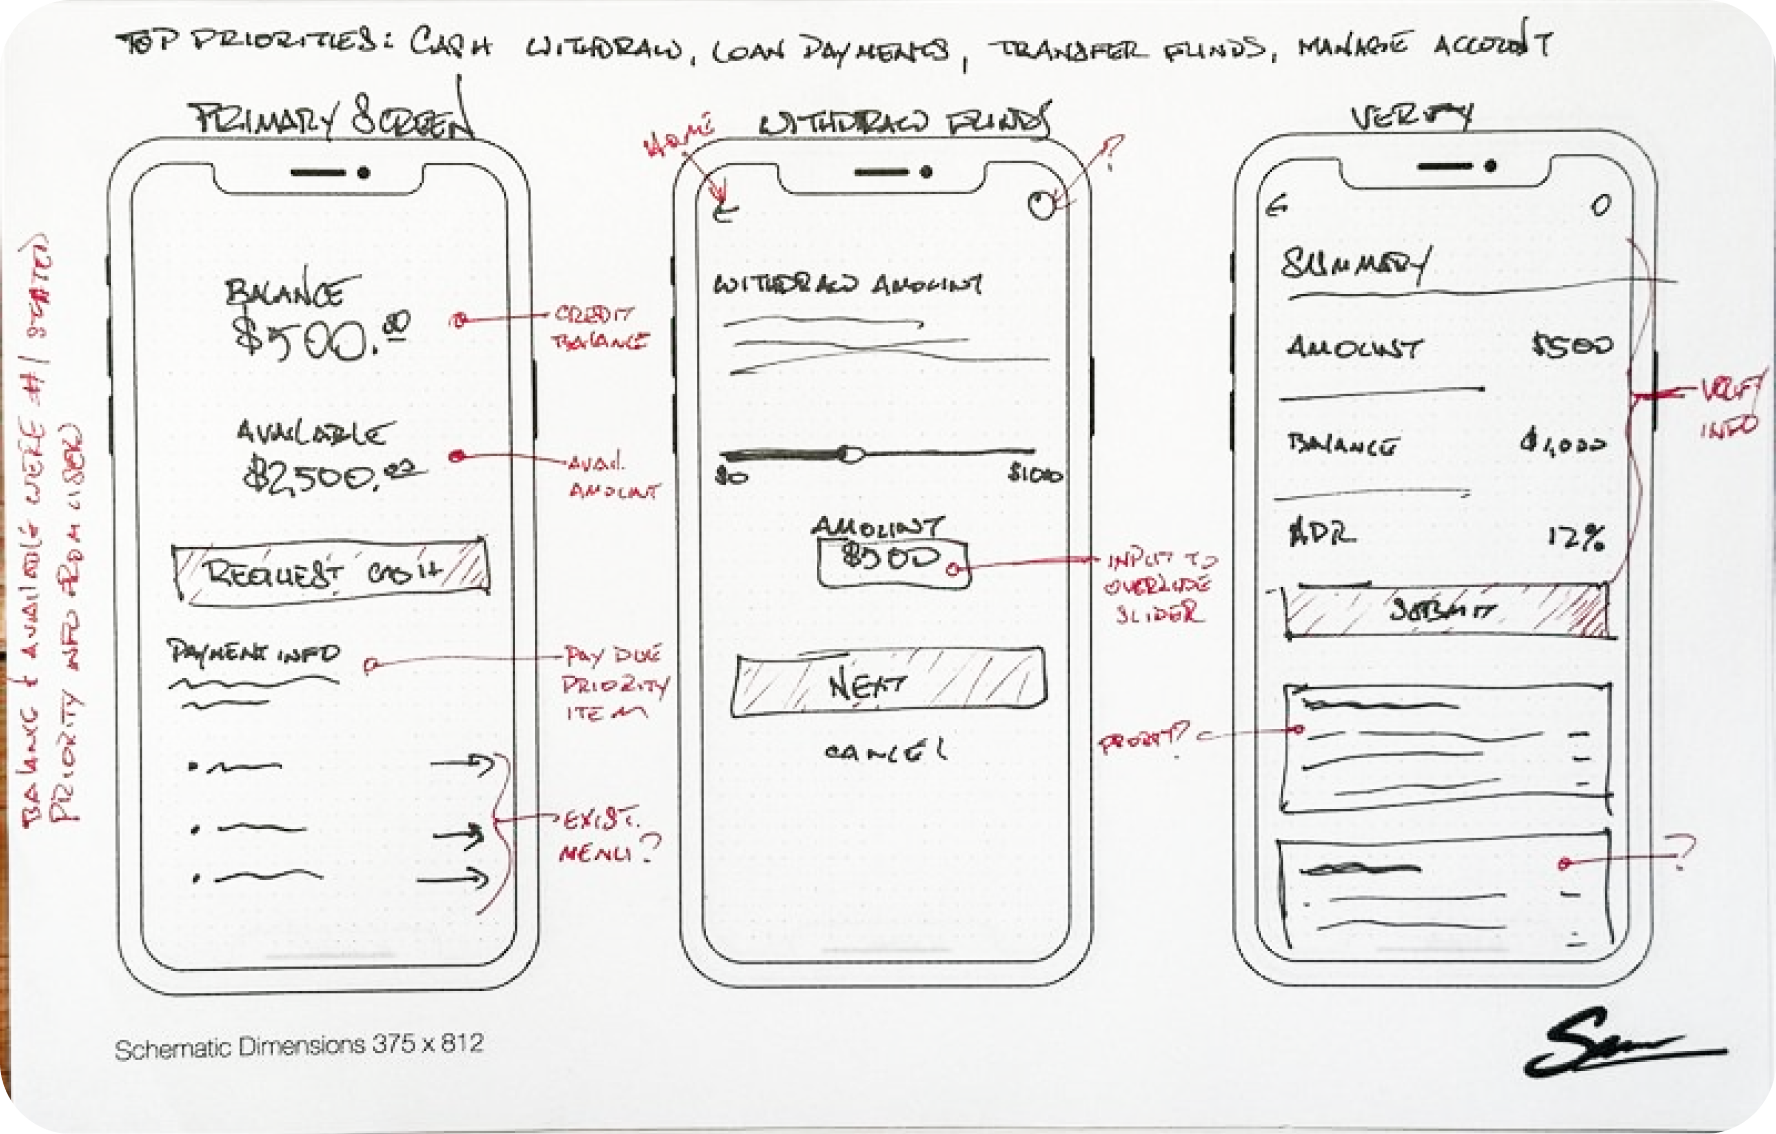 TOP PRIORITIES: CASH WITHDRAW, LOAN PAYMENTS, TRANSFER FUNDS, MANAGE ACCOUNT
PRIMARY SCREEN
BALANCE
$500.00
CREDIT
BALANCE
AVAILABLE
$2,500.00
AVAIL.
AMOUNT
REQUEST CASH
PAYMENT INFO
PAY DUE
PRIORITY
ITEM
EXIST.
MENU?
BALANCE & AVAILABLE WERE #1 STATED
PRIORITY INFO FROM USER)
WITHDRAW FUNDS
HOME
?
WITHDRAW AMOUNT
$0
AMOUNT
$500
INPUT TO
OVERRIDE
SLIDER
NEXT
CANCEL
VERIFY
SUMMARY
AMOUNT $500
BALANCE $1,000
VERIFY
INFO
12%
SUBMIT
?
Schematic Dimensions 375 x 812